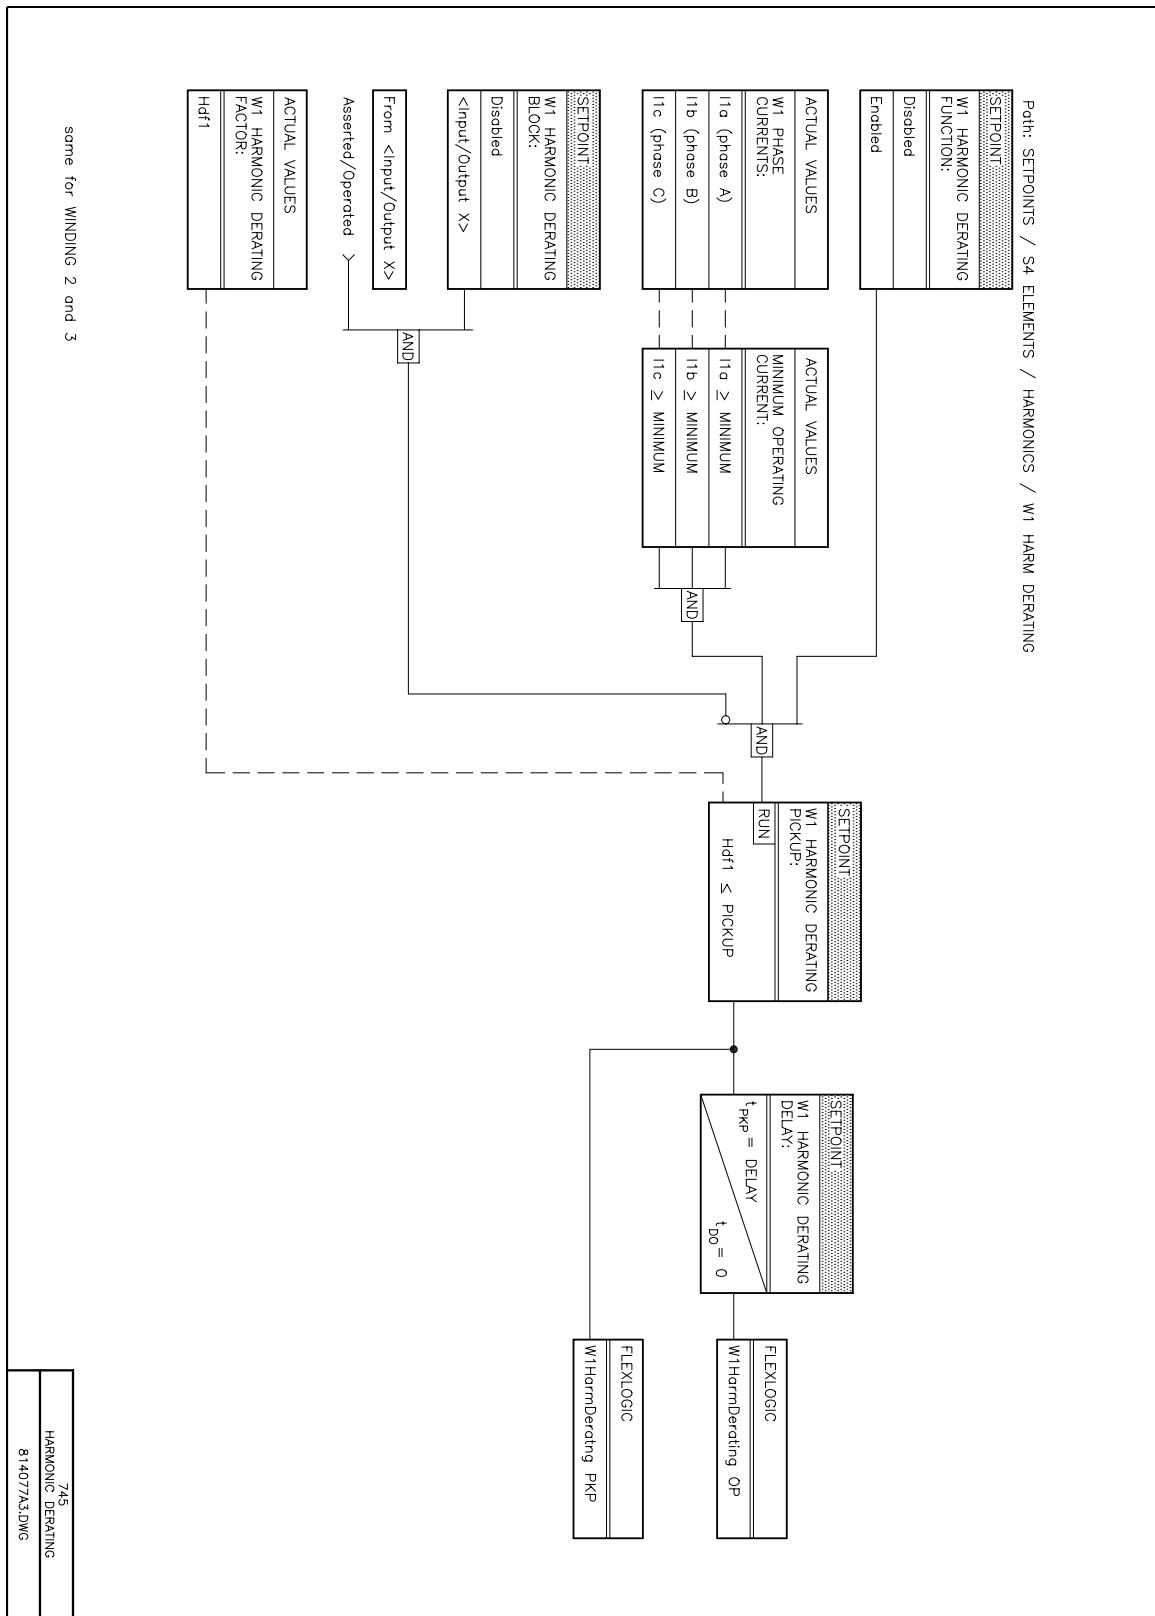 Path: SETPOINTS / S4 ELEMENTS / HARMONICS / W1 HARM DERATING
SETPOINT
W1 HARMONIC DERATING
FUNCTION:
Disabled
Enabled
ACTUAL VALUES
W1 PHASE
CURRENTS:
I1a (phase A)
I1b (phase B)
I1c (phase C)
ACTUAL VALUES
MINIMUM OPERATING
CURRENT:
I1a ≥ MINIMUM
I1b ≥ MINIMUM
I1c ≥ MINIMUM
AND
SETPOINT
W1 HARMONIC DERATING
BLOCK:
Disabled
<Input/Output X>
From <Input/Output X>
Asserted/Operated
AND
ACTUAL VALUES
W1 HARMONIC DERATING
FACTOR:
Hdf1
AND
SETPOINT
W1 HARMONIC DERATING
PICKUP:
RUN
Hdf1 ≤ PICKUP
SETPOINT
W1 HARMONIC DERATING
DELAY:
tPKP = DELAY
tDO = 0
FLEXLOGIC
W1HarmDerating OP
FLEXLOGIC
W1HarmDeratng PKP
same for WINDING 2 and 3
745
HARMONIC DERATING
814077A3.DWG